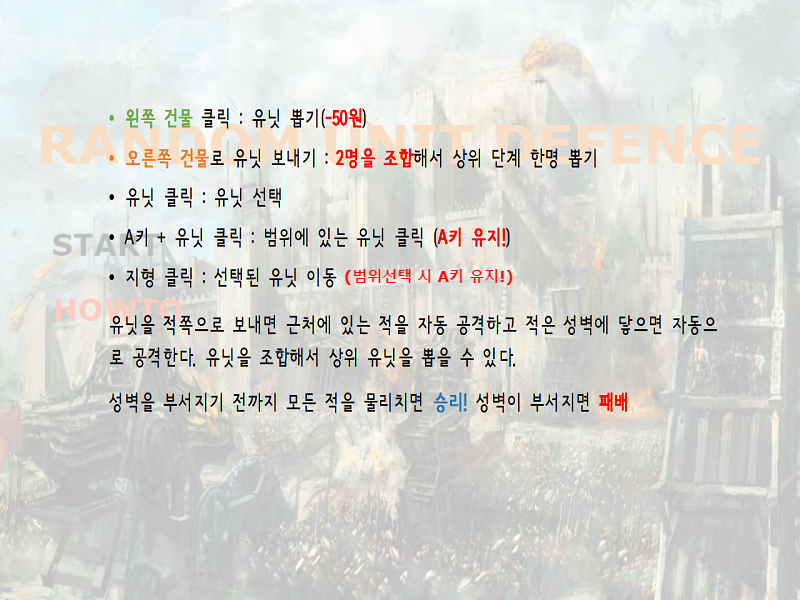 • 왼쪽 건물 클릭 : 유닛 뽑기(-50원)
RANDOM UNIT DEFENCE
• 오른쪽 건물로 유닛 보내기 : 2명을 조합해서 상위 단계 한명 뽑기
• 유닛 클릭 : 유닛 선택
• A키 + 유닛 클릭 : 범위에 있는 유닛 클릭 (A키 유지!)
START
• 지형 클릭 : 선택된 유닛 이동 (범위선택 시 A키 유지!)
HOWTO
유닛을 적쪽으로 보내면 근처에 있는 적을 자동 공격하고 적은 성벽에 닿으면 자동으
로 공격한다. 유닛을 조합해서 상위 유닛을 뽑을 수 있다.
성벽을 부서지기 전까지 모든 적을 물리치면 승리! 성벽이 부서지면 패배